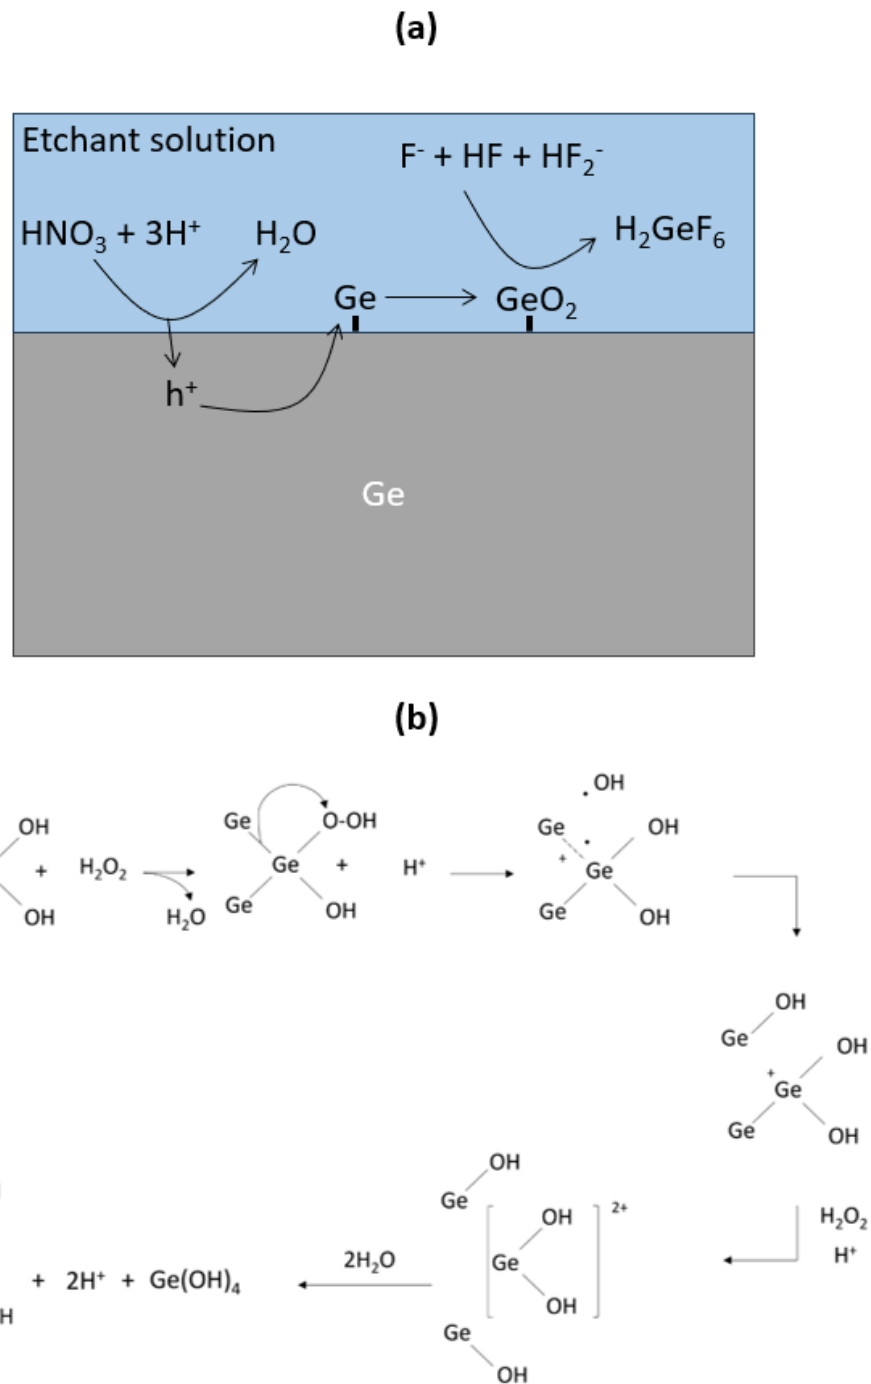 (a)
Etchant solution
F⁻ + HF + HF₂⁻
HNO₃ + 3H⁺
H₂O
H₂GeF₆
Ge
GeO₂
h⁺
Ge
(b)
OH
OH
+
H₂O₂
H₂O
Ge
O-OH
Ge
+
H⁺
Ge
OH
. OH
Ge
.
OH
+
Ge
Ge
OH
OH
Ge
OH
+
Ge
Ge
OH
OH
Ge
OH
2+
Ge
OH
Ge
OH
H₂O₂
H⁺
2H₂O
+ 2H⁺ + Ge(OH)₄
H
OH